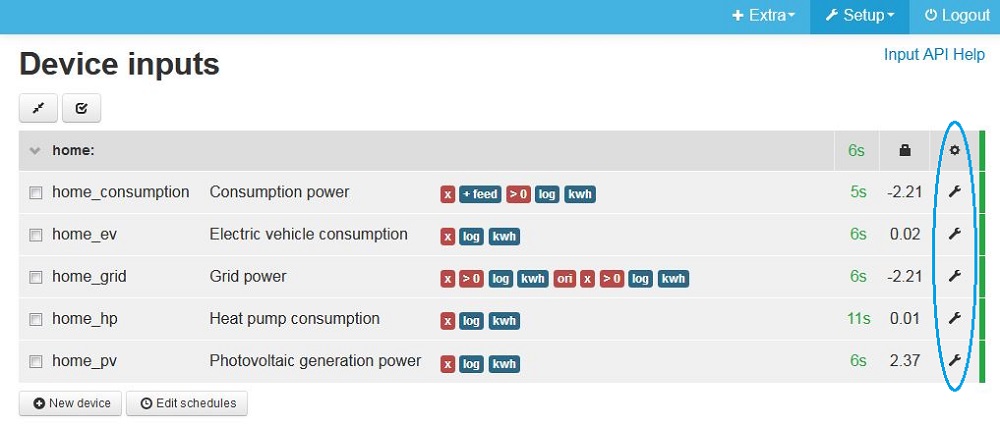 Extra Setup Logout
Device inputs Input API Help
home: 6s
home_consumption Consumption power x + feed > 0 log kwh 5s -2.21
home_ev Electric vehicle consumption x log kwh 6s 0.02
home_grid Grid power x > 0 log kwh ori x > 0 log kwh 6s -2.21
home_hp Heat pump consumption x log kwh 11s 0.01
home_pv Photovoltaic generation power x log kwh 6s 2.37
New device Edit schedules